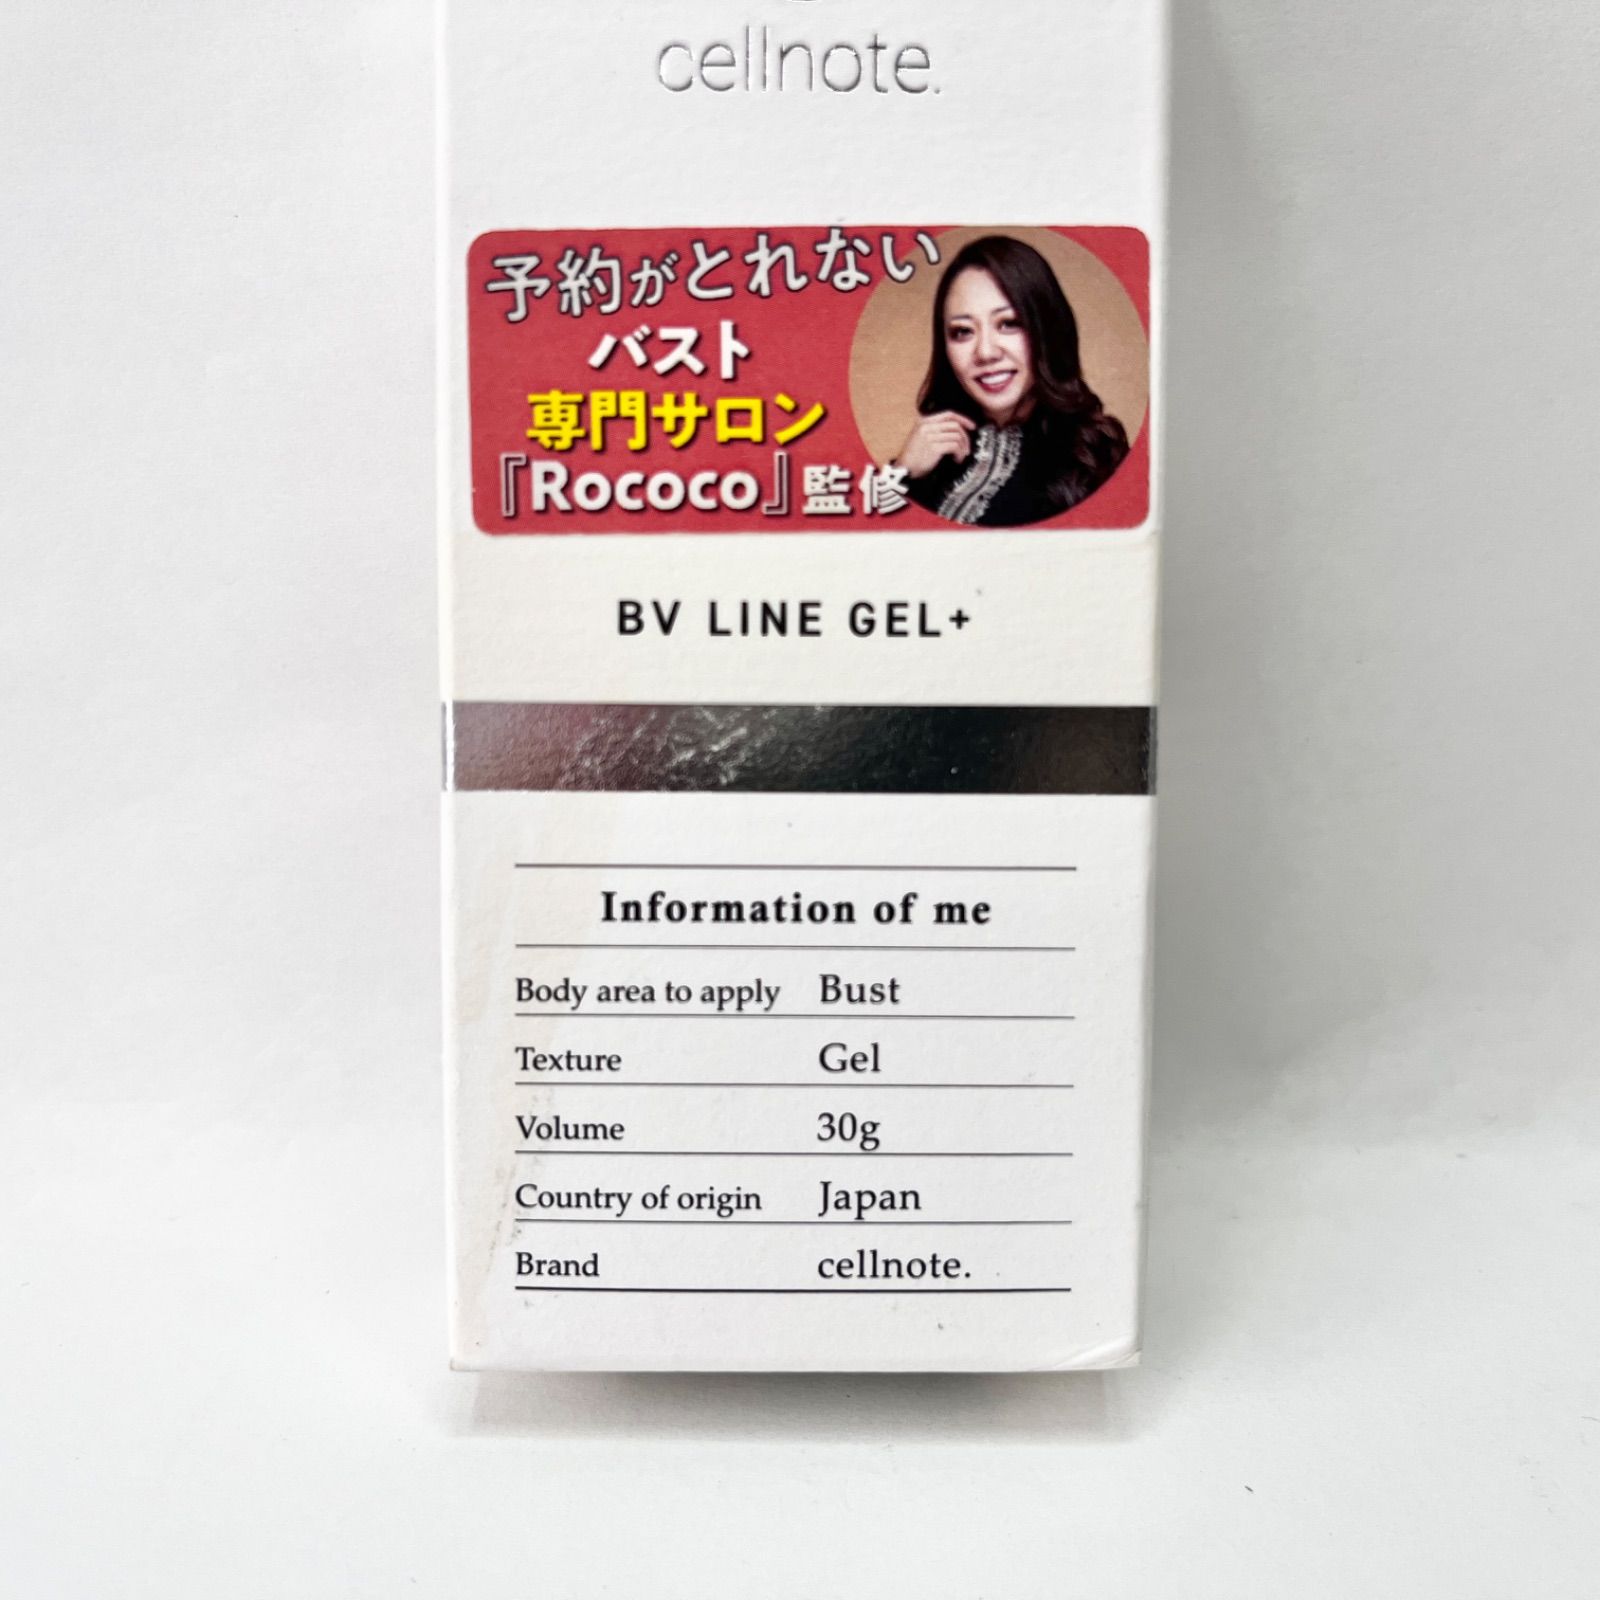 cellnote.
予約がとれない
バスト
専門サロン
『Rococo』監修
BV LINE GEL+
Information of me
Body area to apply Bust
Texture Gel
Volume 30g
Country of origin Japan
Brand cellnote.